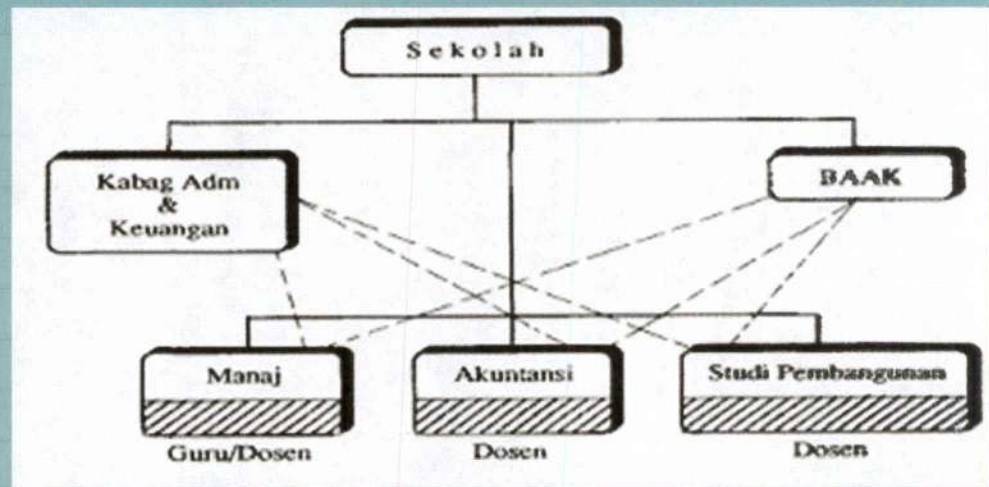 Sekolah
Kabag Adm
&
Keuangan
BAAK
Manaj
Akuntansi
Studi Pembangunan
Guru/Dosen
Dosen
Dosen